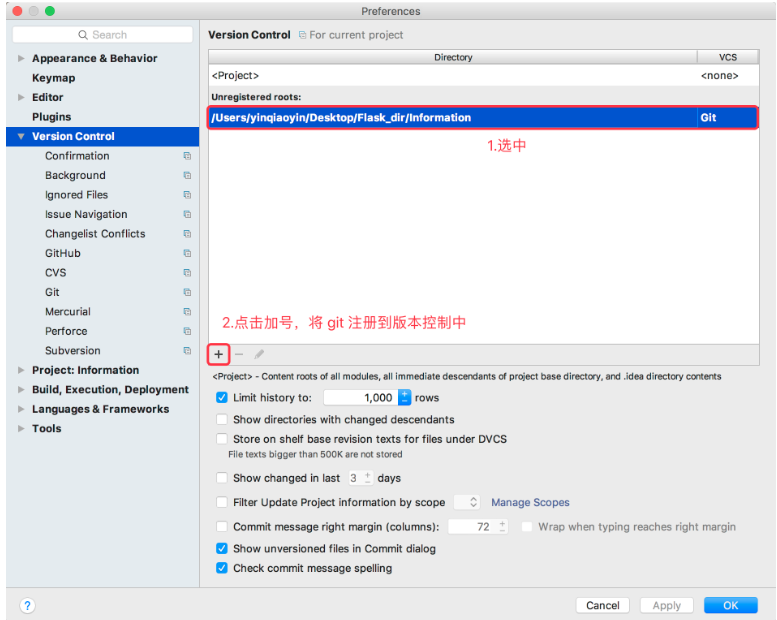 Preferences
Search
Version Control For current project
Appearance & Behavior
Keymap
Editor
Plugins
Version Control
Confirmation
Background
Ignored Files
Issue Navigation
Changelist Conflicts
GitHub
CVS
Git
Mercurial
Perforce
Subversion
Project: Information
Build, Execution, Deployment
Languages & Frameworks
Tools
Directory VCS
<Project> <none>
Unregistered roots:
/Users/yinqiaoyin/Desktop/Flask_dir/Information Git
1.选中
2.点击加号，将 git 注册到版本控制中
<Project> - Content roots of all modules, all immediate descendants of project base directory, and .idea directory contents
Limit history to: 1,000 rows
Show directories with changed descendants
Store on shelf base revision texts for files under DVCS
File texts bigger than 500K are not stored
Show changed in last 3 days
Filter Update Project information by scope Manage Scopes
Commit message right margin (columns): 72 Wrap when typing reaches right margin
Show unversioned files in Commit dialog
Check commit message spelling
? Cancel Apply OK